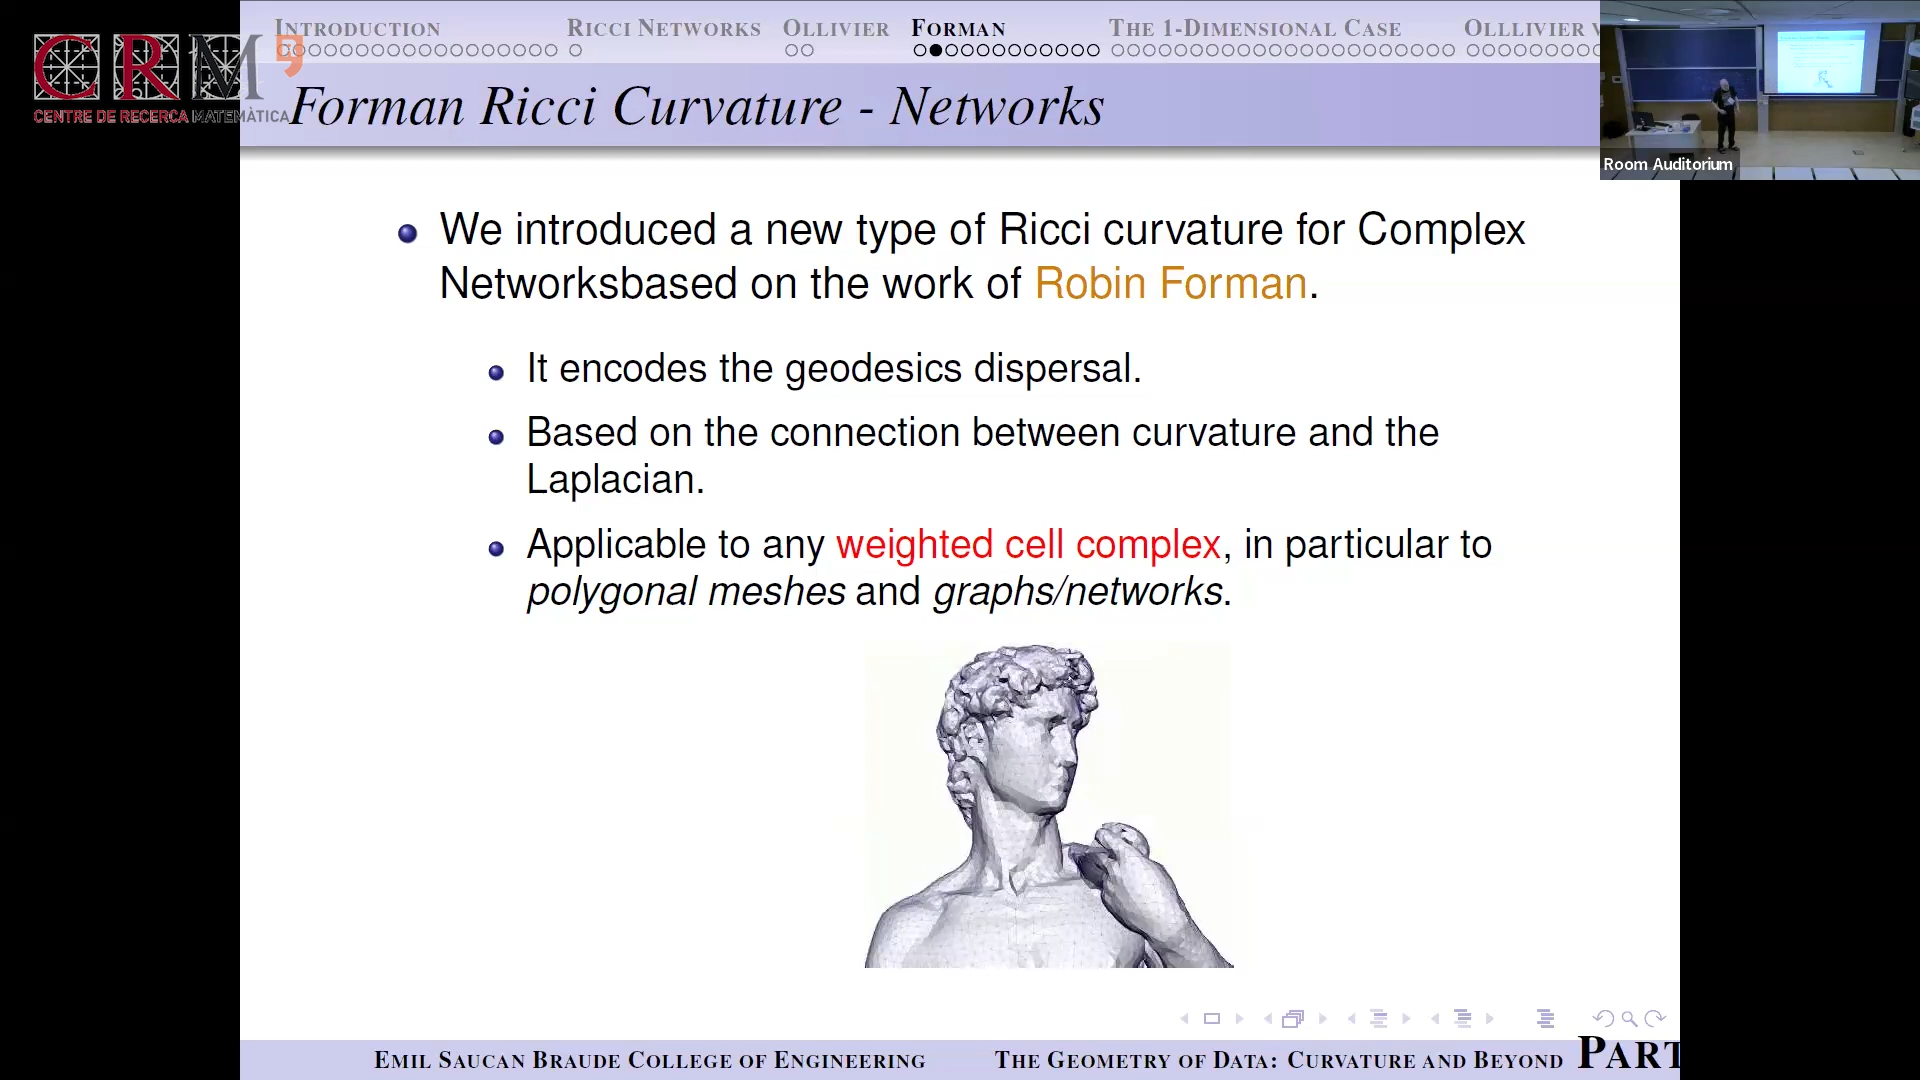 INTRODUCTION RICCI NETWORKS OLLIVIER FORMAN THE 1-DIMENSIONAL CASE OLLLIVIER V
CRM
CENTRE DE RECERCA MATEMÀTICA
Forman Ricci Curvature - Networks
Room Auditorium
We introduced a new type of Ricci curvature for Complex
Networksbased on the work of Robin Forman.
It encodes the geodesics dispersal.
Based on the connection between curvature and the
Laplacian.
Applicable to any weighted cell complex, in particular to
polygonal meshes and graphs/networks.
EMIL SAUCAN BRAUDE COLLEGE OF ENGINEERING THE GEOMETRY OF DATA: CURVATURE AND BEYOND PART